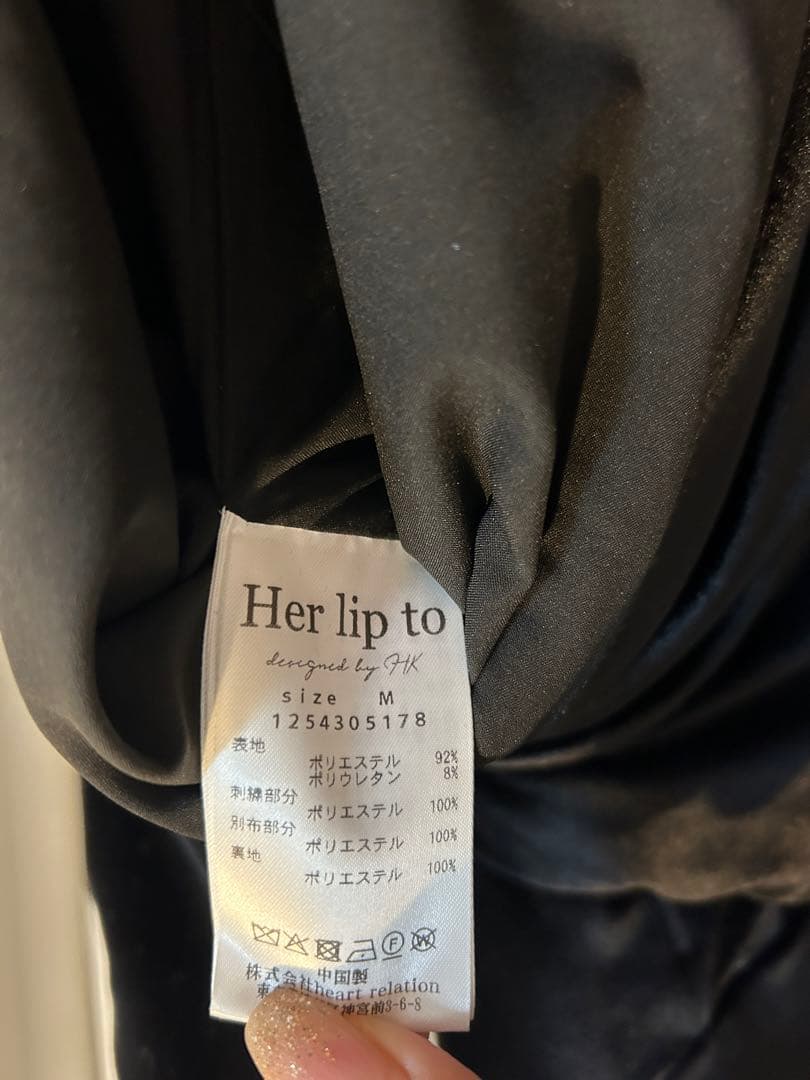 Her lip to
designed by HK
size M
1254305178
表地
ポリエステル 92%
ポリウレタン 8%
刺繍部分
ポリエステル 100%
別布部分
ポリエステル 100%
裏地
ポリエステル 100%
F W
中国製
株式会社heart relation
神宮前3-6-8